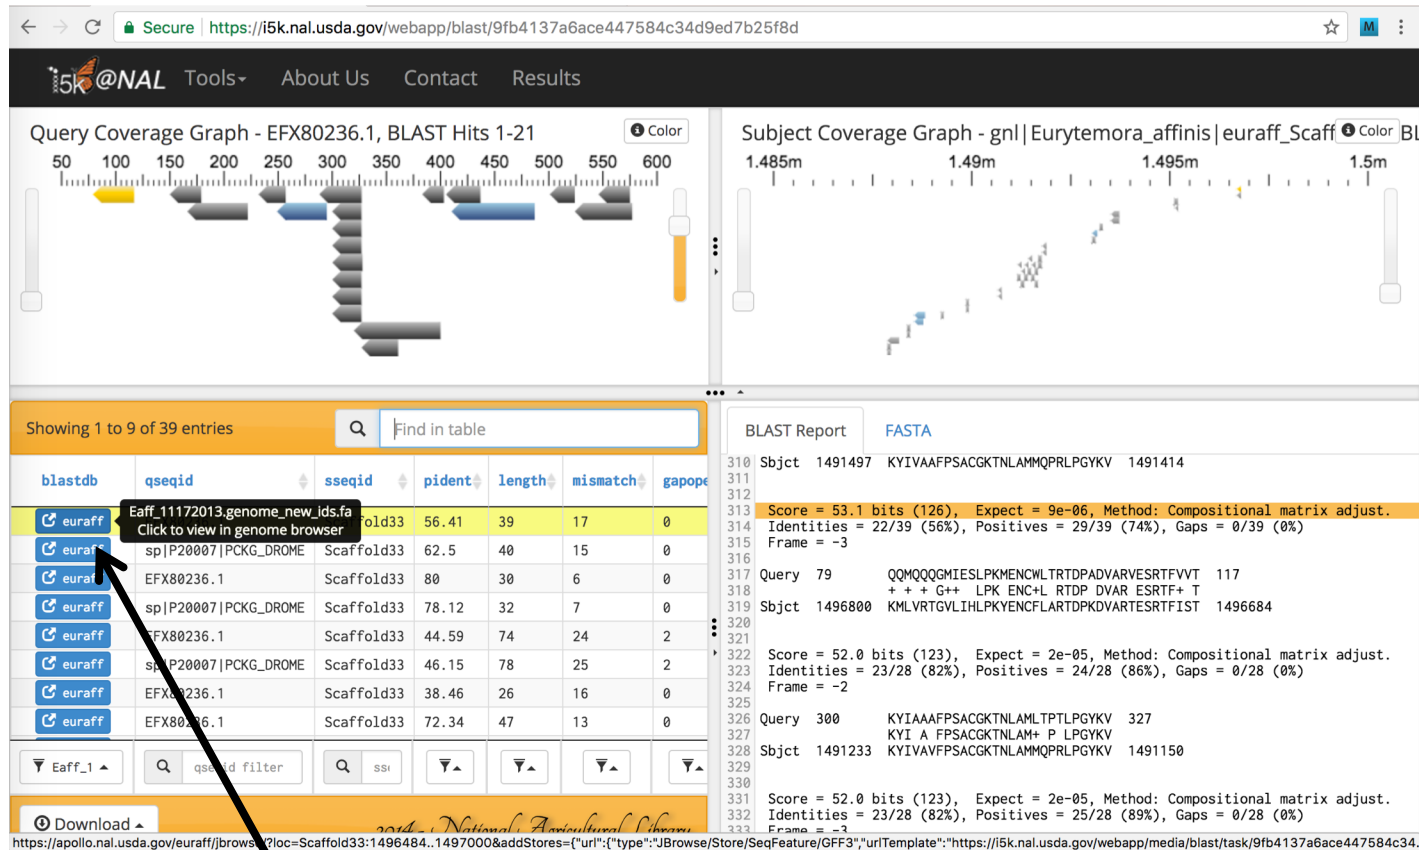 Secure https://i5k.nal.usda.gov/webapp/blast/9fb4137a6ace447584c34d9ed7b25f8d
M
i5k@NAL Tools About Us Contact Results
Query Coverage Graph - EFX80236.1, BLAST Hits 1-21
Color
50 100 150 200 250 300 350 400 450 500 550 600
Subject Coverage Graph - gnl|Eurytemora_affinis|euraff_Scaff
Color
BL
1.485m 1.49m 1.495m 1.5m
Showing 1 to 9 of 39 entries
Find in table
blastdb qseqid sseqid pident length mismatch gapope
euraff Scaffold33 56.41 39 17 0
Eaff_11172013.genome_new_ids.fa
Click to view in genome browser
euraff sp|P20007|PCKG_DROME Scaffold33 62.5 40 15 0
euraff EFX80236.1 Scaffold33 80 30 6 0
euraff sp|P20007|PCKG_DROME Scaffold33 78.12 32 7 0
euraff EFX80236.1 Scaffold33 44.59 74 24 2
euraff sp|P20007|PCKG_DROME Scaffold33 46.15 78 25 2
euraff EFX80236.1 Scaffold33 38.46 26 16 0
euraff EFX80236.1 Scaffold33 72.34 47 13 0
Eaff_1 qseqid filter
Download
2014 - National Agricultural Library
BLAST Report FASTA
310 Sbjct 1491497 KYIVAAFPSACGKTNLAMMQPRLPGYKV 1491414
311
312
313 Score = 53.1 bits (126), Expect = 9e-06, Method: Compositional matrix adjust.
314 Identities = 22/39 (56%), Positives = 29/39 (74%), Gaps = 0/39 (0%)
315 Frame = -3
316
317 Query 79 QQMQQQGMIESLPKMENCWLTRTDPADVARVESRTFVVT 117
318 + + + G++ LPK ENC+L RTDP DVAR ESRTF+ T
319 Sbjct 1496800 KMLVRTGVLIHLPKYENCFLARTDPKDVARTESRTFIST 1496684
320
321
322 Score = 52.0 bits (123), Expect = 2e-05, Method: Compositional matrix adjust.
323 Identities = 23/28 (82%), Positives = 24/28 (86%), Gaps = 0/28 (0%)
324 Frame = -2
325
326 Query 300 KYIAAAFPSACGKTNLAMLTPTLPGYKV 327
327 KYI A FPSACGKTNLAM+ P LPGYKV
328 Sbjct 1491233 KYIVAVFPSACGKTNLAMMQPRLPGYKV 1491150
329
330
331 Score = 52.0 bits (123), Expect = 2e-05, Method: Compositional matrix adjust.
332 Identities = 23/28 (82%), Positives = 25/28 (89%), Gaps = 0/28 (0%)
333 Frame = -3
https://apollo.nal.usda.gov/euraff/jbrowse/?loc=Scaffold33:1496484..1497000&addStores={"url":{"type":"JBrowse/Store/SeqFeature/GFF3","urlTemplate":"https://i5k.nal.usda.gov/webapp/media/blast/task/9fb4137a6ace447584c34.